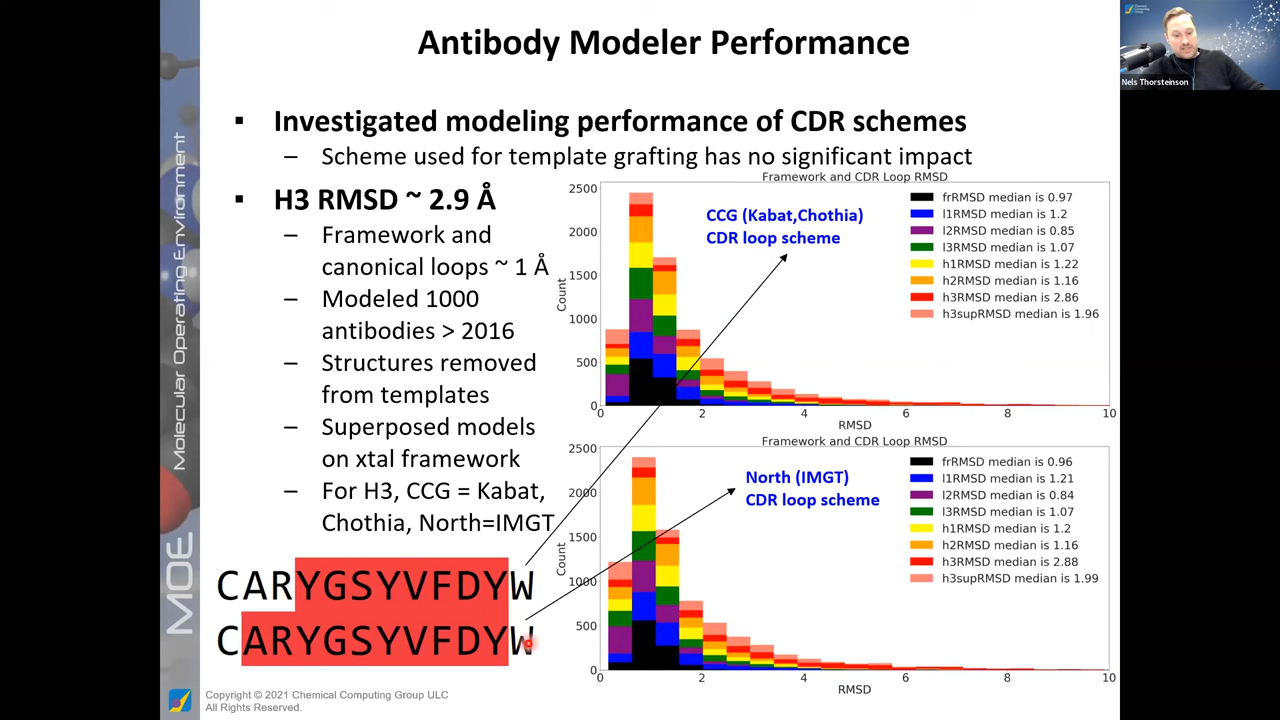 Antibody Modeler Performance
Chemical Computing Group
Nels Thorsteinson
Molecular Operating Environment
MOE
▪ Investigated modeling performance of CDR schemes
– Scheme used for template grafting has no significant impact
▪ H3 RMSD ~ 2.9 Å
– Framework and
canonical loops ~ 1 Å
– Modeled 1000
antibodies > 2016
– Structures removed
from templates
– Superposed models
on xtal framework
– For H3, CCG = Kabat,
Chothia, North=IMGT
CARYGSYVFDYW
CARYGSYVFDYW
Framework and CDR Loop RMSD
CCG (Kabat,Chothia)
CDR loop scheme
frRMSD median is 0.97
l1RMSD median is 1.2
l2RMSD median is 0.85
l3RMSD median is 1.07
h1RMSD median is 1.22
h2RMSD median is 1.16
h3RMSD median is 2.86
h3supRMSD median is 1.96
2500
2000
1500
1000
500
0
Count
0 2 4 6 8 10
RMSD
Framework and CDR Loop RMSD
North (IMGT)
CDR loop scheme
frRMSD median is 0.96
l1RMSD median is 1.21
l2RMSD median is 0.84
l3RMSD median is 1.07
h1RMSD median is 1.2
h2RMSD median is 1.16
h3RMSD median is 2.88
h3supRMSD median is 1.99
2500
2000
1500
1000
500
0
Count
0 2 4 6 8 10
RMSD
Copyright © 2021 Chemical Computing Group ULC
All Rights Reserved.